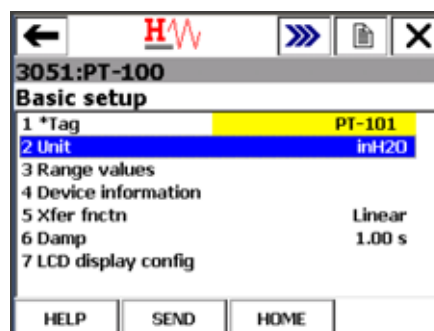 H
3051:PT-100
Basic setup
1 *Tag PT-101
2 Unit inH2O
3 Range values
4 Device information
5 Xfer fnctn Linear
6 Damp 1.00 s
7 LCD display config
HELP SEND HOME